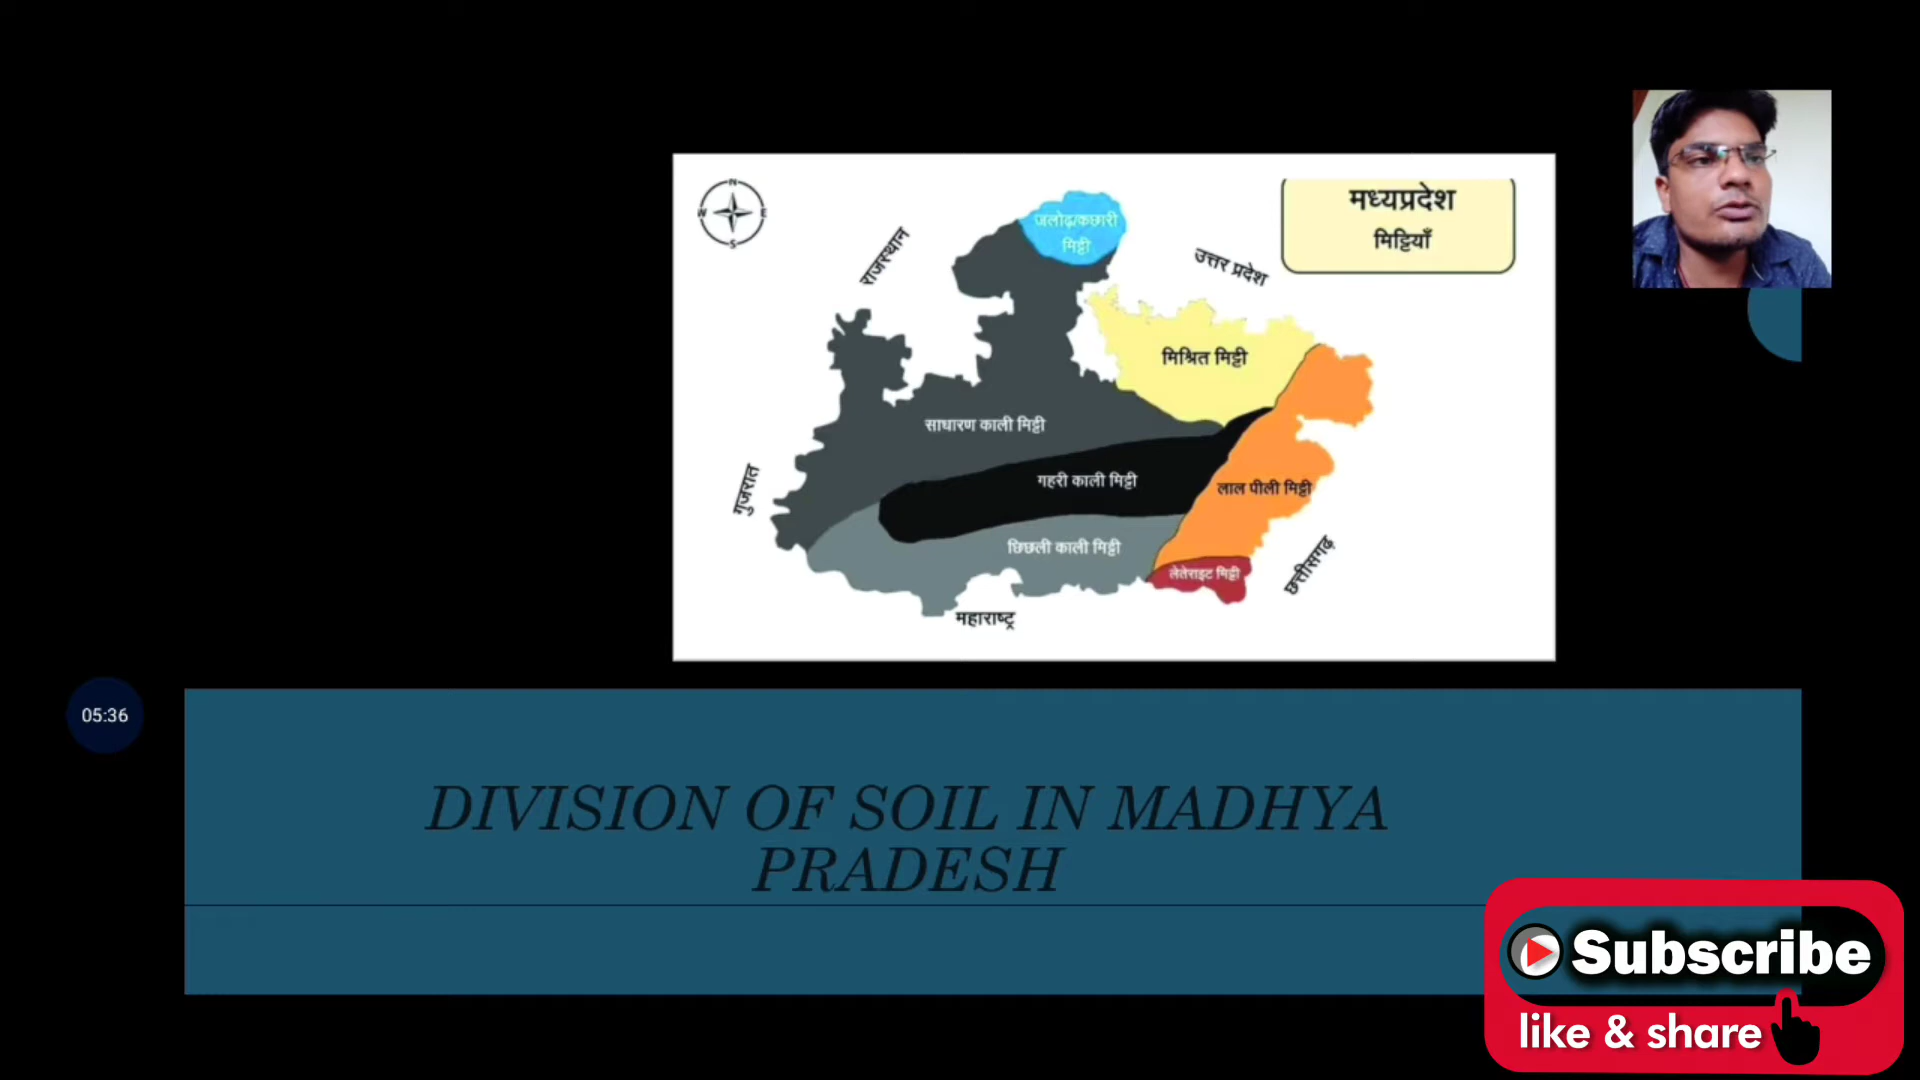 मध्यप्रदेश
मिट्टियाँ
N
W E
S
जलोढ़/कछारी
मिट्टी
राजस्थान
उत्तर प्रदेश
मिश्रित मिट्टी
साधारण काली मिट्टी
गहरी काली मिट्टी
गुजरात
लाल पीली मिट्टी
छिछली काली मिट्टी
लेतेराइट मिट्टी
छत्तीसगढ़
महाराष्ट्र
05:36
DIVISION OF SOIL IN MADHYA
PRADESH
Subscribe
like & share